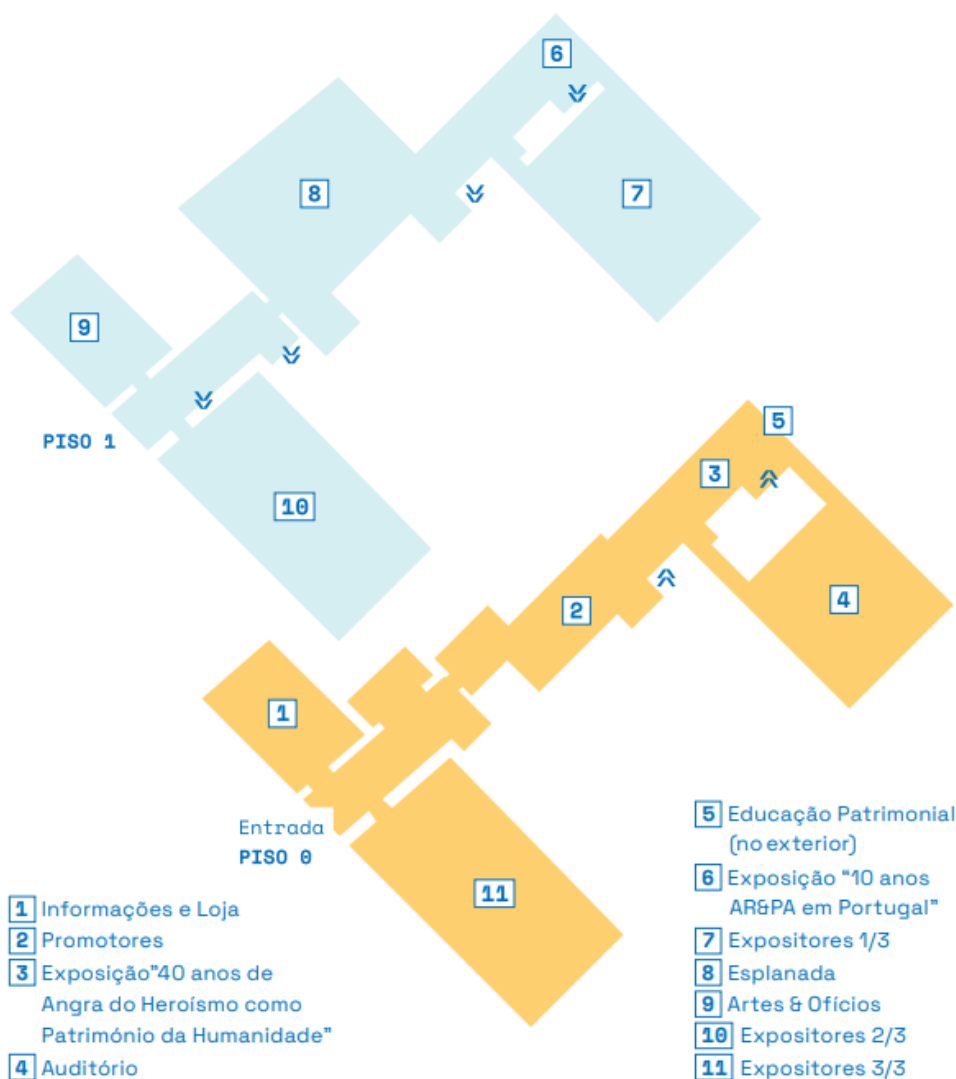 6
8
7
9
PISO 1
10
5
3
2
4
1
Entrada
PISO 0
11
1 Informações e Loja
2 Promotores
3 Exposição"40 anos de
Angra do Heroísmo como
Património da Humanidade"
4 Auditório
5 Educação Patrimonial
(no exterior)
6 Exposição “10 anos
AR&PA em Portugal”
7 Expositores 1/3
8 Esplanada
9 Artes & Ofícios
10 Expositores 2/3
11 Expositores 3/3